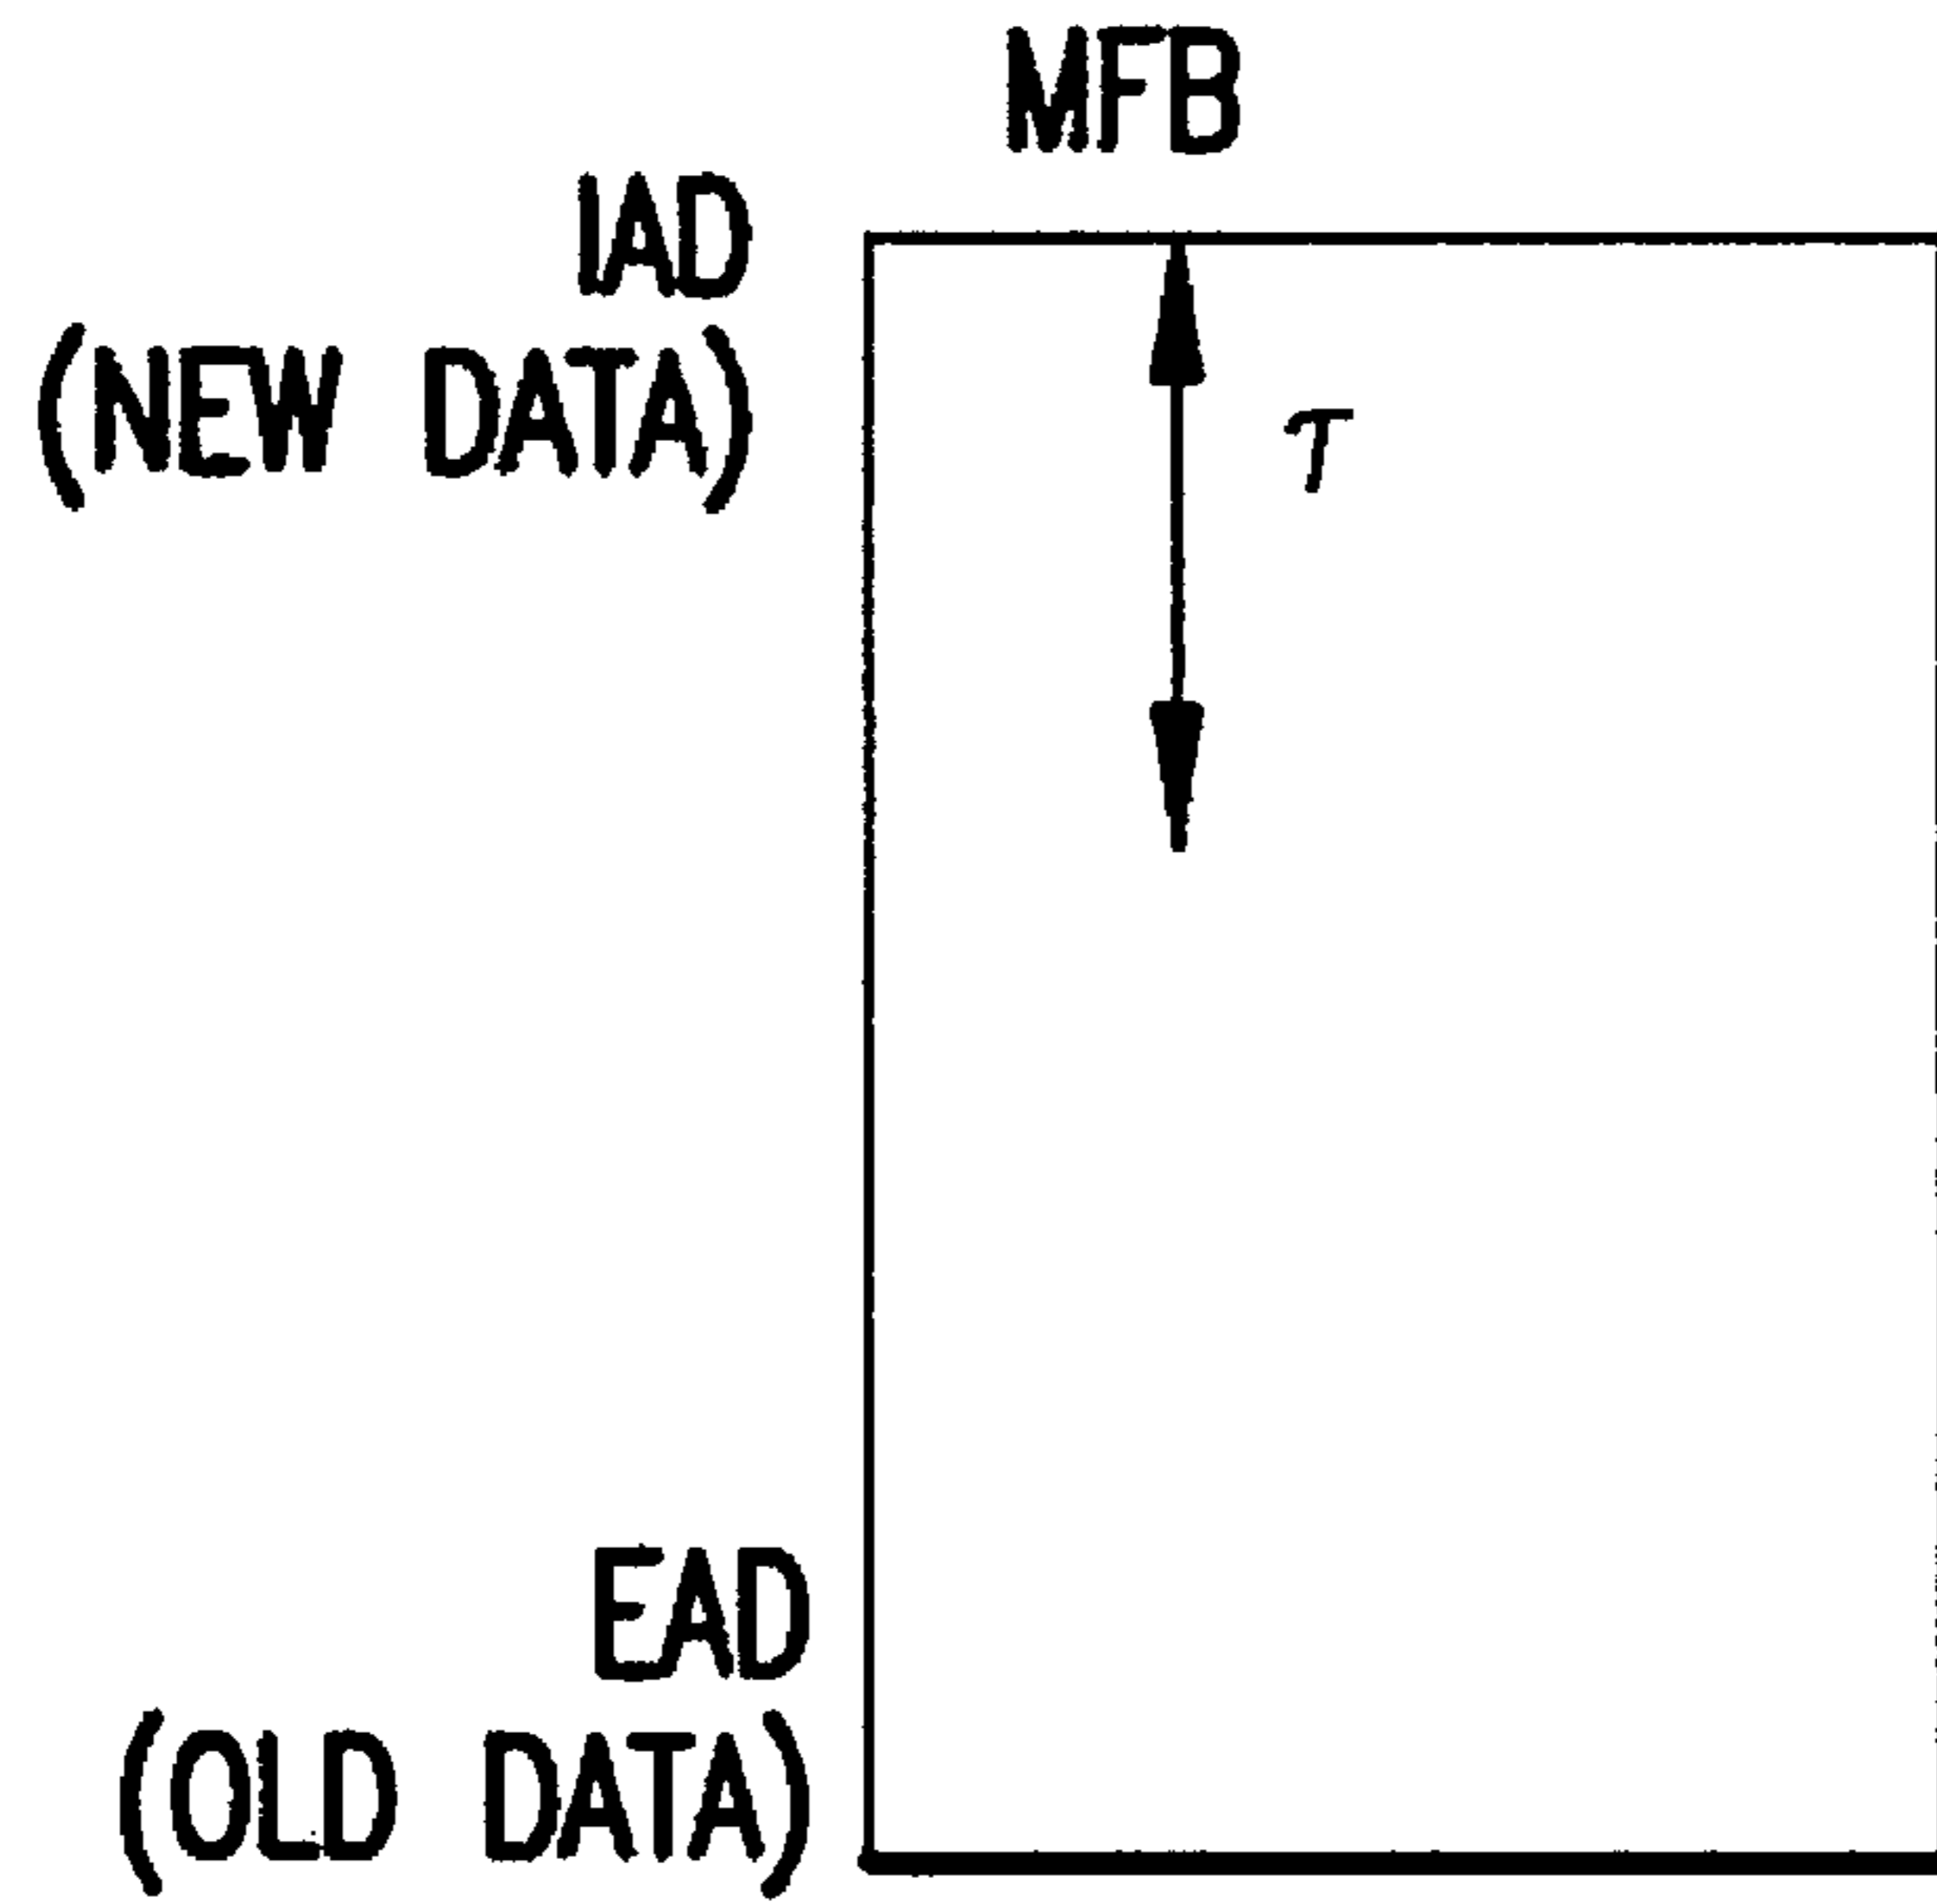 MFB
IAD
(NEW DATA)
τ
EAD
(OLD DATA)